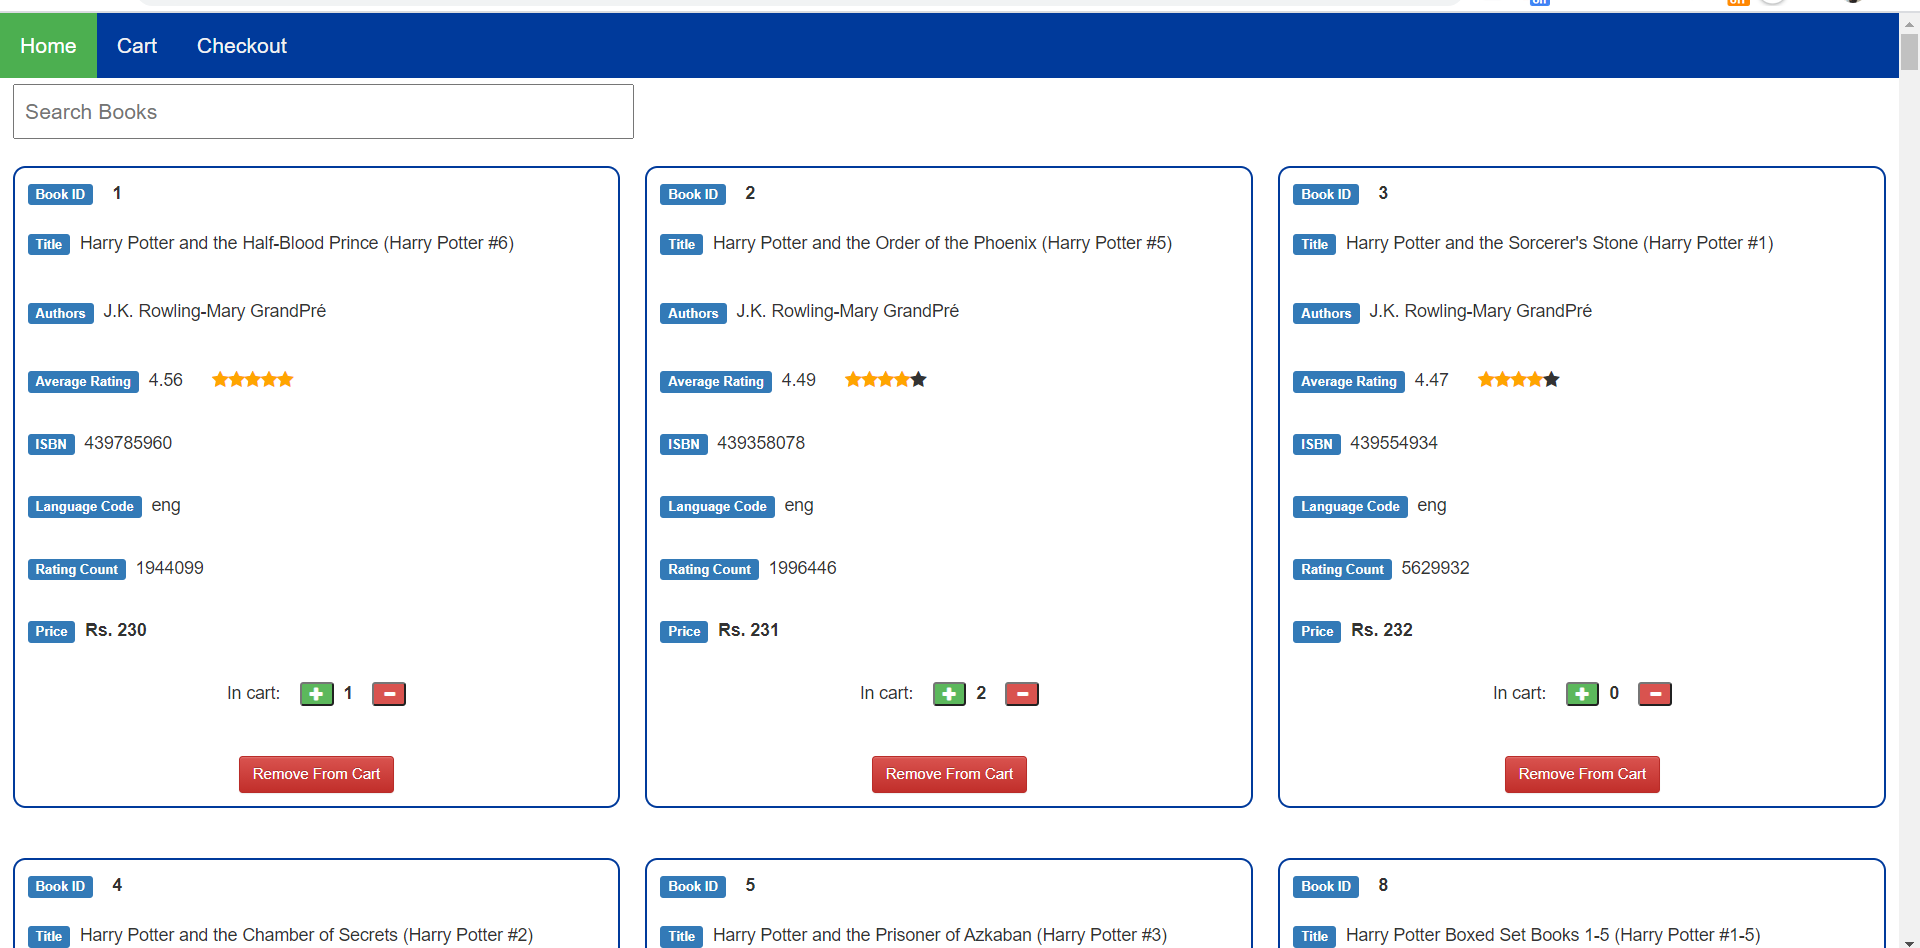 Home Cart Checkout
Search Books
Book ID 1
Title Harry Potter and the Half-Blood Prince (Harry Potter #6)
Authors J.K. Rowling-Mary GrandPré
Average Rating 4.56
ISBN 439785960
Language Code eng
Rating Count 1944099
Price Rs. 230
In cart: 1
Remove From Cart
Book ID 2
Title Harry Potter and the Order of the Phoenix (Harry Potter #5)
Authors J.K. Rowling-Mary GrandPré
Average Rating 4.49
ISBN 439358078
Language Code eng
Rating Count 1996446
Price Rs. 231
In cart: 2
Remove From Cart
Book ID 3
Title Harry Potter and the Sorcerer's Stone (Harry Potter #1)
Authors J.K. Rowling-Mary GrandPré
Average Rating 4.47
ISBN 439554934
Language Code eng
Rating Count 5629932
Price Rs. 232
In cart: 0
Remove From Cart
Book ID 4
Title Harry Potter and the Chamber of Secrets (Harry Potter #2)
Book ID 5
Title Harry Potter and the Prisoner of Azkaban (Harry Potter #3)
Book ID 8
Title Harry Potter Boxed Set Books 1-5 (Harry Potter #1-5)